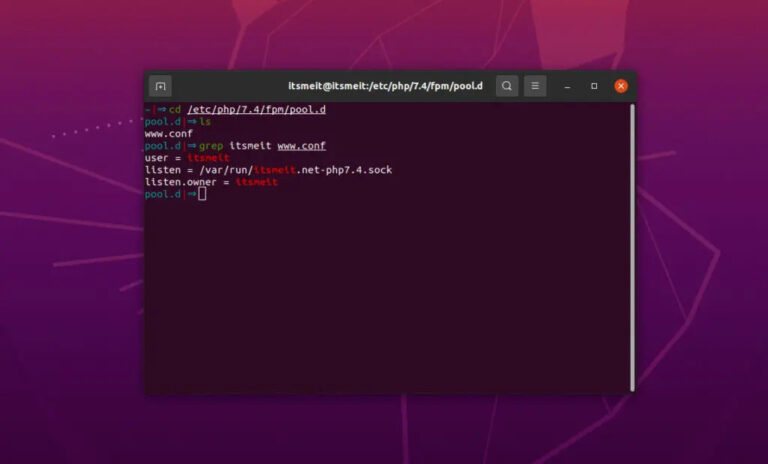 itsmeit@itsmeit:/etc/php/7.4/fpm/pool.d
~|⇒cd /etc/php/7.4/fpm/pool.d
pool.d|⇒ls
www.conf
pool.d|⇒grep itsmeit www.conf
user = itsmeit
listen = /var/run/itsmeit.net-php7.4.sock
listen.owner = itsmeit
pool.d|⇒